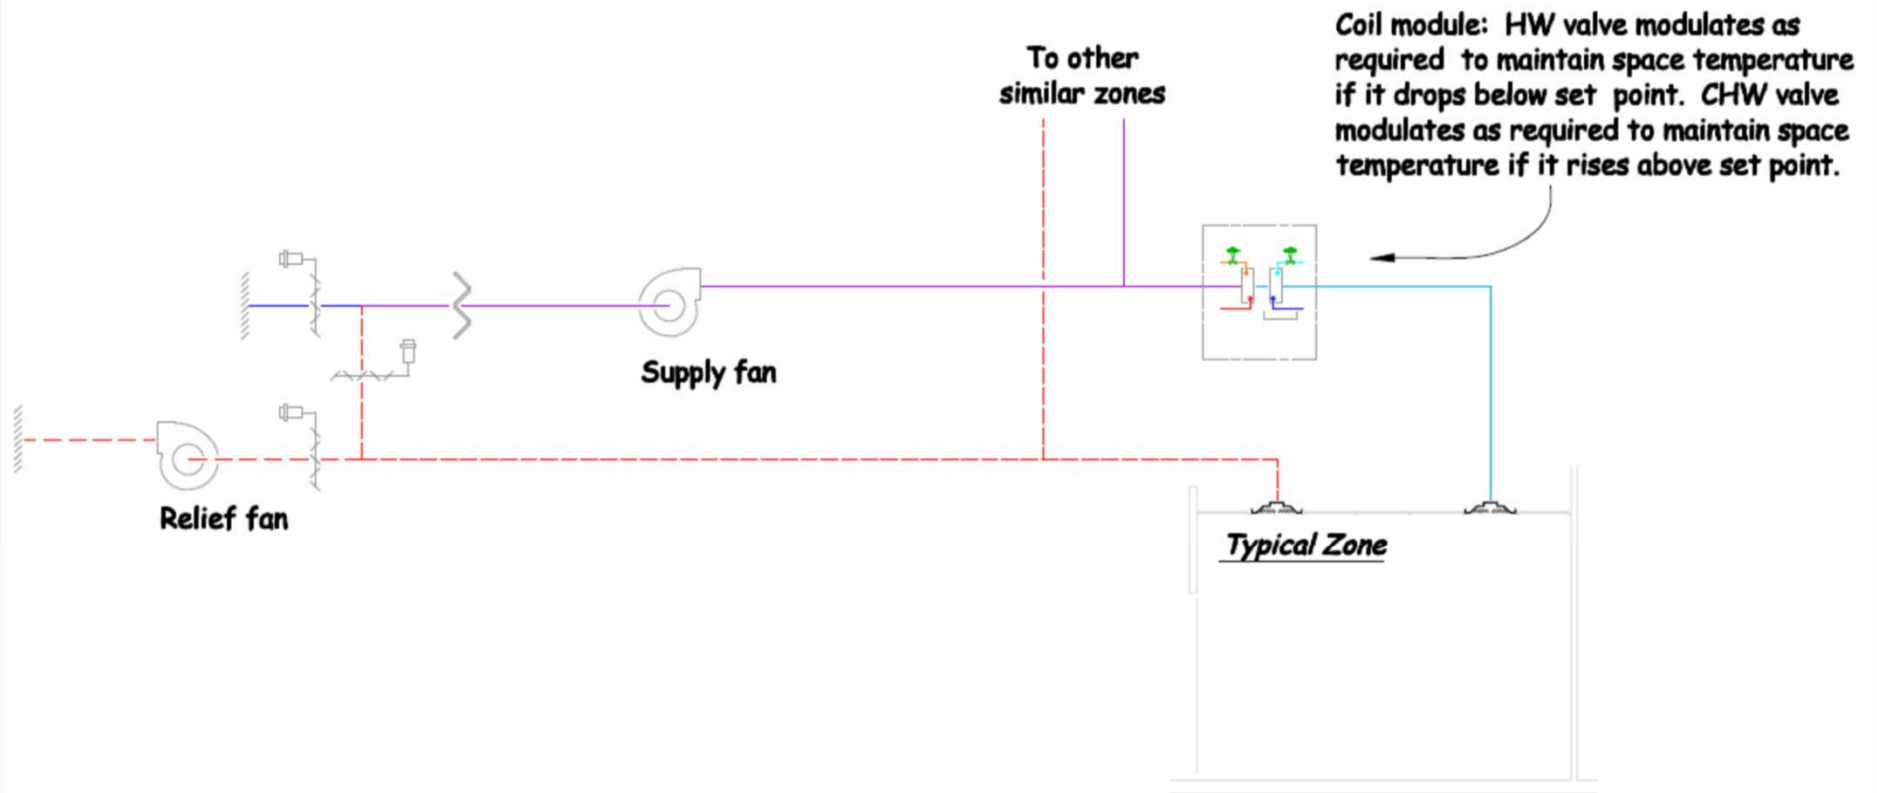 To other
similar zones
Coil module: HW valve modulates as
required to maintain space temperature
if it drops below set point. CHW valve
modulates as required to maintain space
temperature if it rises above set point.
Supply fan
Relief fan
Typical Zone